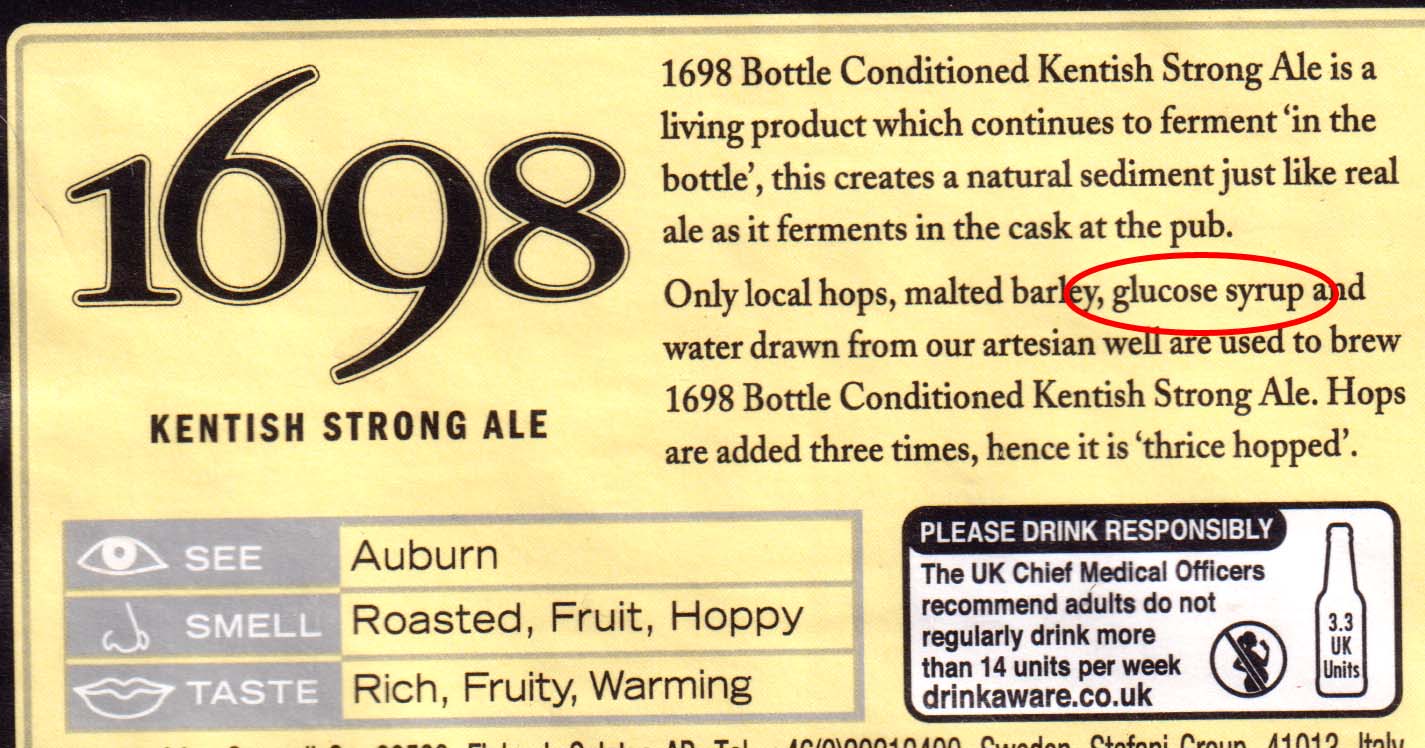 1698
KENTISH STRONG ALE
1698 Bottle Conditioned Kentish Strong Ale is a
living product which continues to ferment ‘in the
bottle’, this creates a natural sediment just like real
ale as it ferments in the cask at the pub.
Only local hops, malted barley, glucose syrup and
water drawn from our artesian well are used to brew
1698 Bottle Conditioned Kentish Strong Ale. Hops
are added three times, hence it is ‘thrice hopped’.
SEE Auburn
SMELL Roasted, Fruit, Hoppy
TASTE Rich, Fruity, Warming
PLEASE DRINK RESPONSIBLY
The UK Chief Medical Officers
recommend adults do not
regularly drink more
than 14 units per week
drinkaware.co.uk
3.3
UK
Units
Sweden, Stefani Group, 41012, Italy